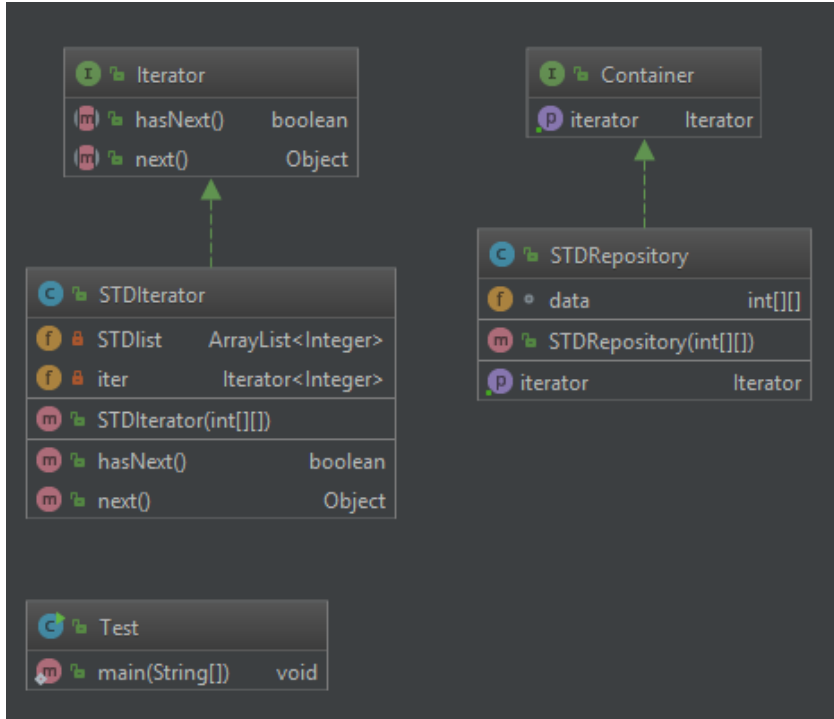 Iterator
hasNext() boolean
next() Object
Container
iterator Iterator
STDIterator
STDlist ArrayList<Integer>
iter Iterator<Integer>
STDIterator(int[][])
hasNext() boolean
next() Object
STDRepository
data int[][]
STDRepository(int[][])
iterator Iterator
Test
main(String[]) void